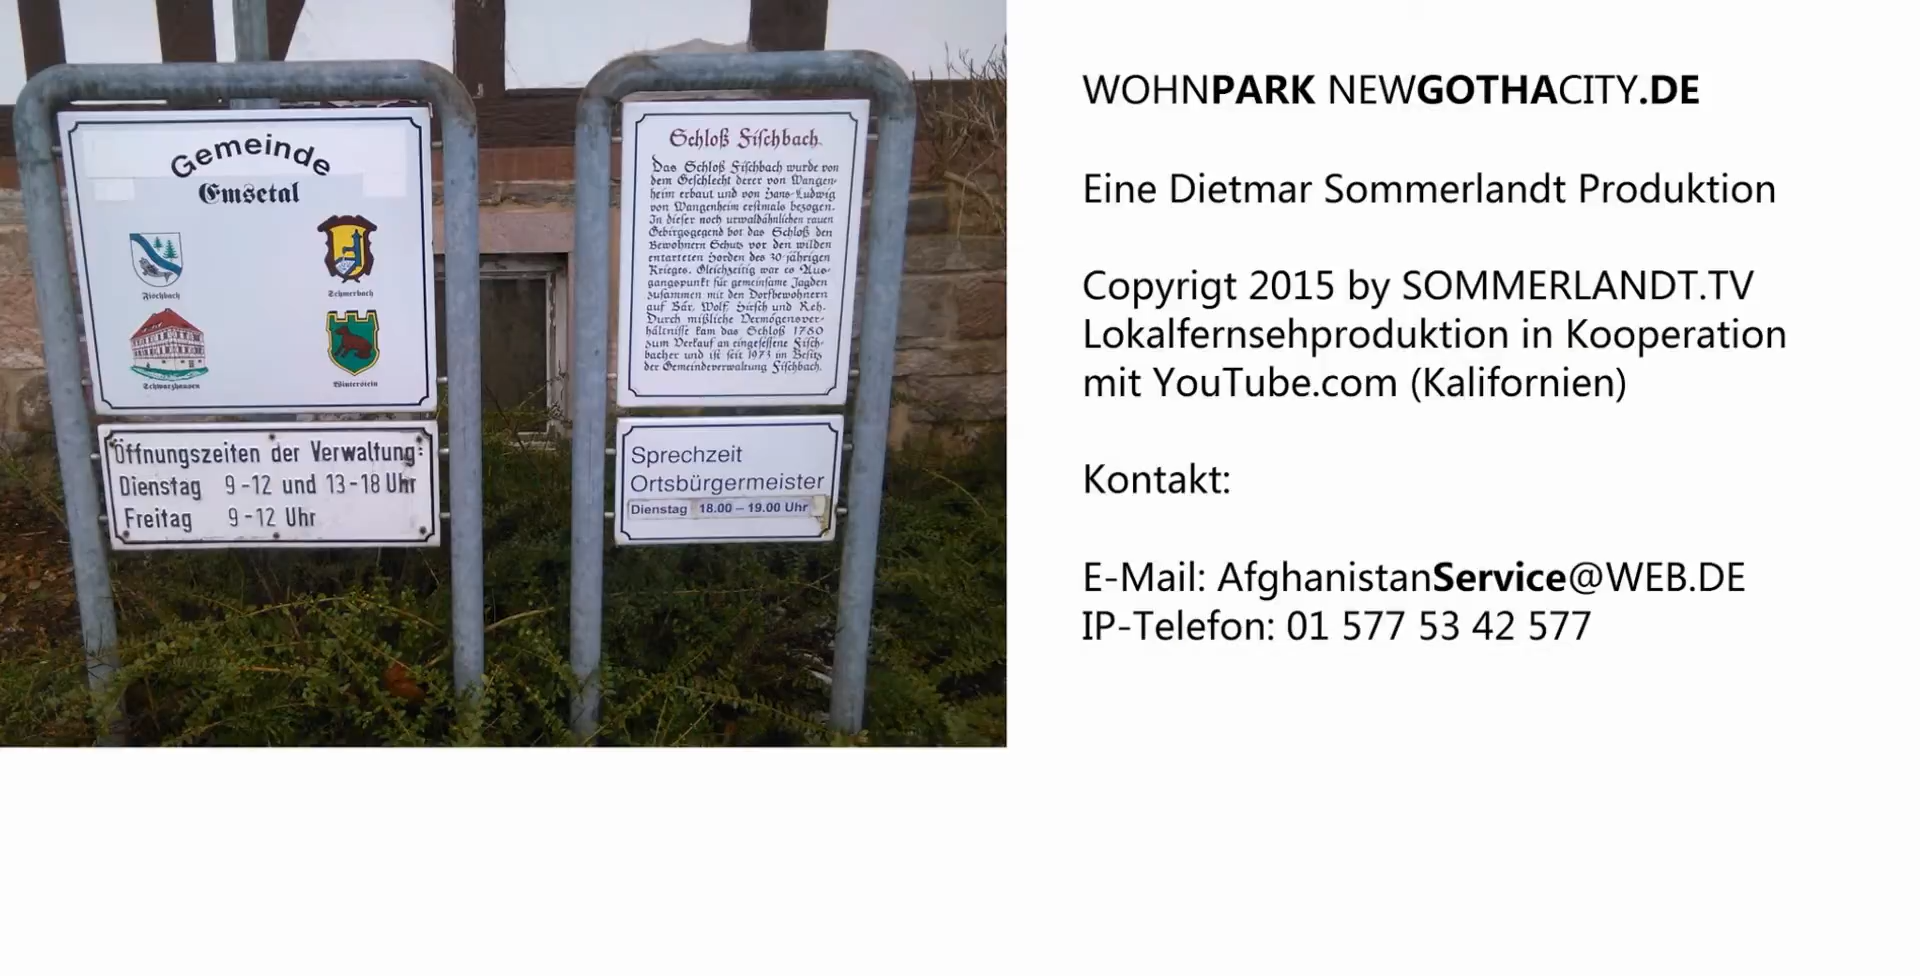 Gemeinde
Emsetal
Fischbach
Schmerbach
Schwarzhausen
Winterstein
Öffnungszeiten der Verwaltung:
Dienstag 9-12 und 13-18 Uhr
Freitag 9-12 Uhr
Schloß Fischbach
Das Schloß Fischbach wurde von
dem Geschlecht derer von Wangen-
heim erbaut und von Hans-Ludwig
von Wangenheim erstmals bezogen.
In dieser noch urwaldähnlichen rauen
Gebirgsgegend bot das Schloß den
Bewohnern Schutz vor den wilden
entarteten Horden des 30-jährigen
Krieges. Gleichzeitig war es Aus-
gangspunkt für gemeinsame Jagden
zusammen mit den Dorfbewohnern
auf Bär, Wolf, Hirsch und Reh.
Durch mißliche Vermögensver-
hältnisse kam das Schloß 1780
zum Verkauf an eingesessene Fisch-
bacher und ist seit 1973 im Besitz
der Gemeindeverwaltung Fischbach.
Sprechzeit
Ortsbürgermeister
Dienstag 18.00 – 19.00 Uhr
WOHNPARK NEWGOTHACITY.DE
Eine Dietmar Sommerlandt Produktion
Copyrigt 2015 by SOMMERLANDT.TV
Lokalfernsehproduktion in Kooperation
mit YouTube.com (Kalifornien)
Kontakt:
E-Mail: AfghanistanService@WEB.DE
IP-Telefon: 01 577 53 42 577